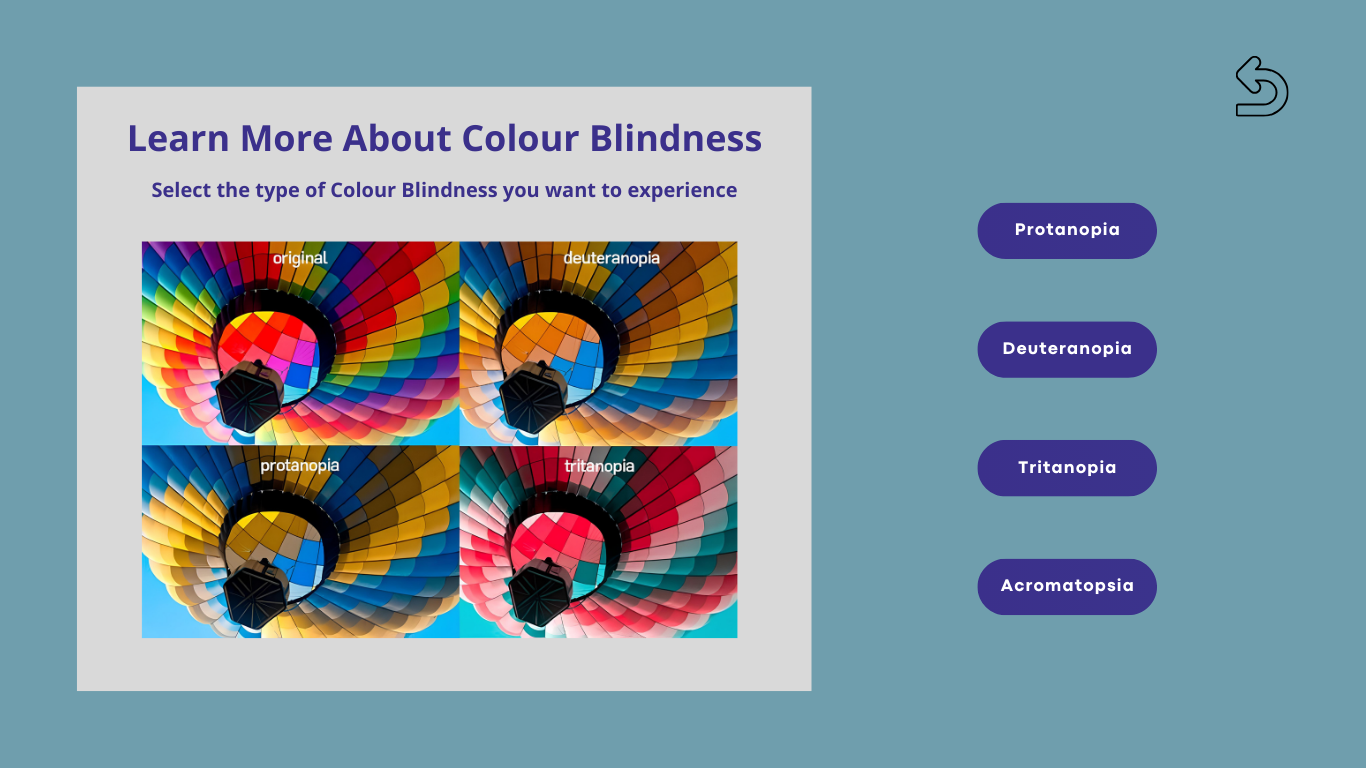 Learn More About Colour Blindness
Select the type of Colour Blindness you want to experience
original
deuteranopia
protanopia
tritanopia
Protanopia
Deuteranopia
Tritanopia
Acromatopsia